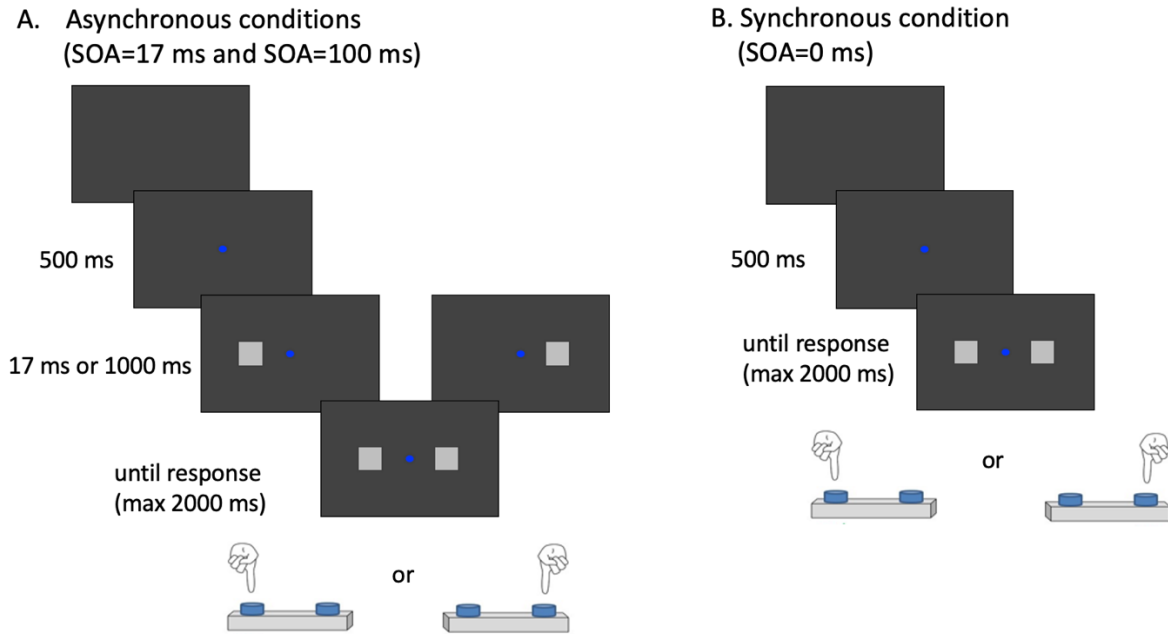 A. Asynchronous conditions
(SOA=17 ms and SOA=100 ms)
500 ms
17 ms or 1000 ms
until response
(max 2000 ms)
or
B. Synchronous condition
(SOA=0 ms)
500 ms
until response
(max 2000 ms)
or